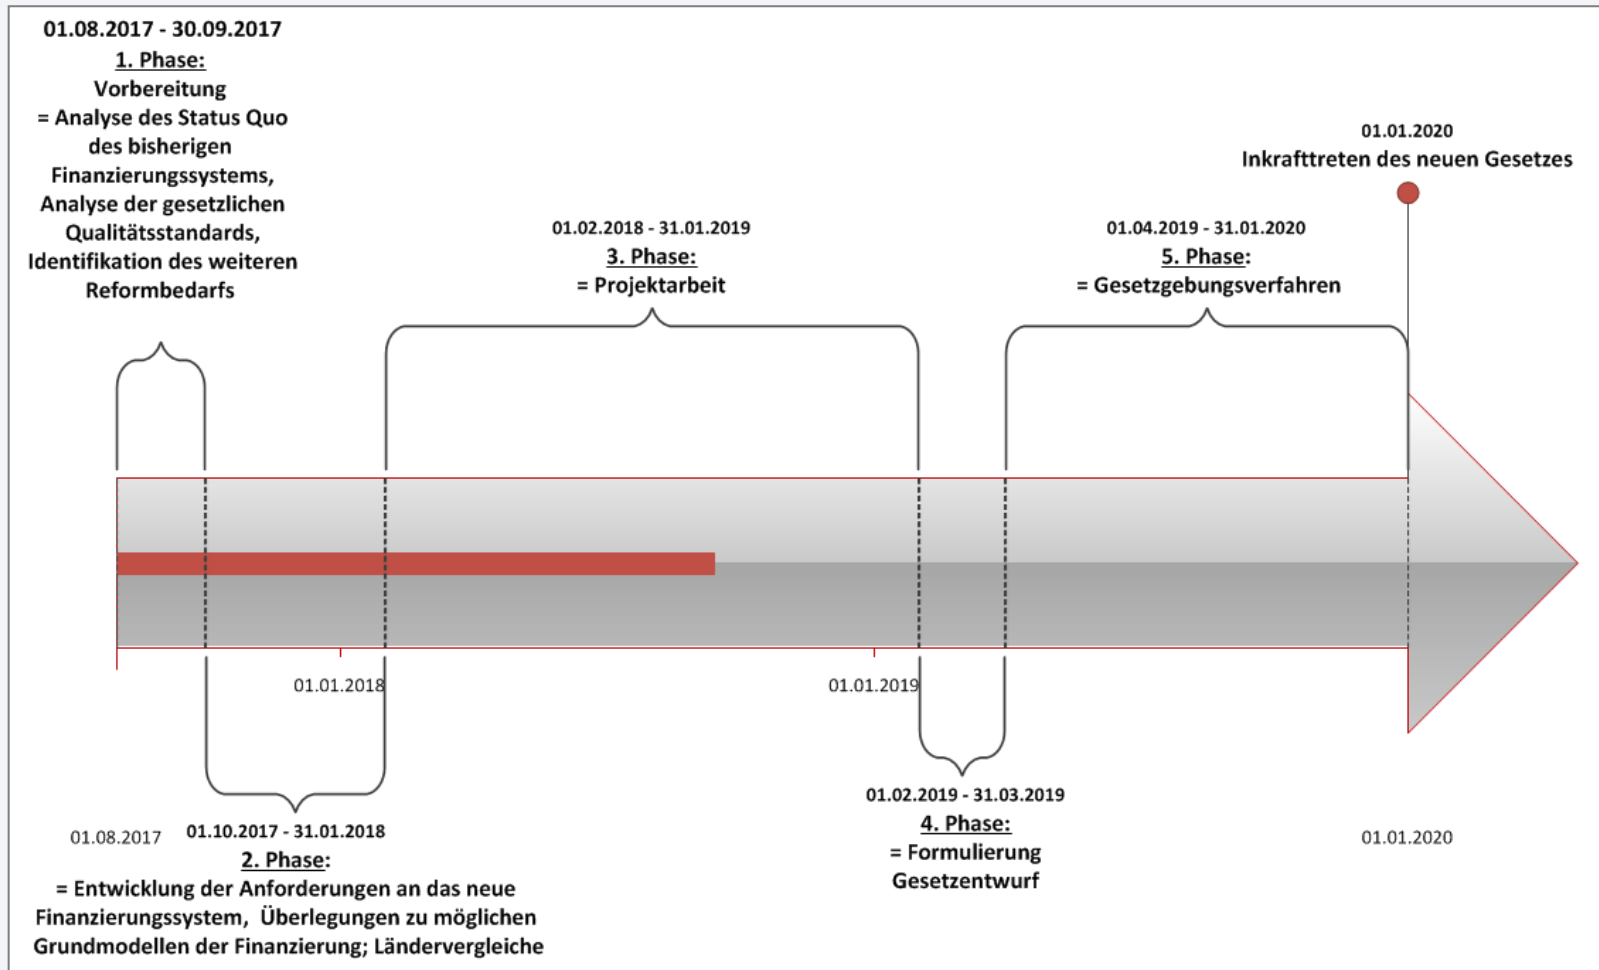 01.08.2017 - 30.09.2017
1. Phase:
Vorbereitung
= Analyse des Status Quo
des bisherigen
Finanzierungssystems,
Analyse der gesetzlichen
Qualitätsstandards,
Identifikation des weiteren
Reformbedarfs
01.02.2018 - 31.01.2019
3. Phase:
= Projektarbeit
01.04.2019 - 31.01.2020
5. Phase:
= Gesetzgebungsverfahren
01.01.2020
Inkrafttreten des neuen Gesetzes
01.01.2018
01.01.2019
01.08.2017
01.10.2017 - 31.01.2018
2. Phase:
= Entwicklung der Anforderungen an das neue
Finanzierungssystem, Überlegungen zu möglichen
Grundmodellen der Finanzierung; Ländervergleiche
01.02.2019 - 31.03.2019
4. Phase:
= Formulierung
Gesetzentwurf
01.01.2020